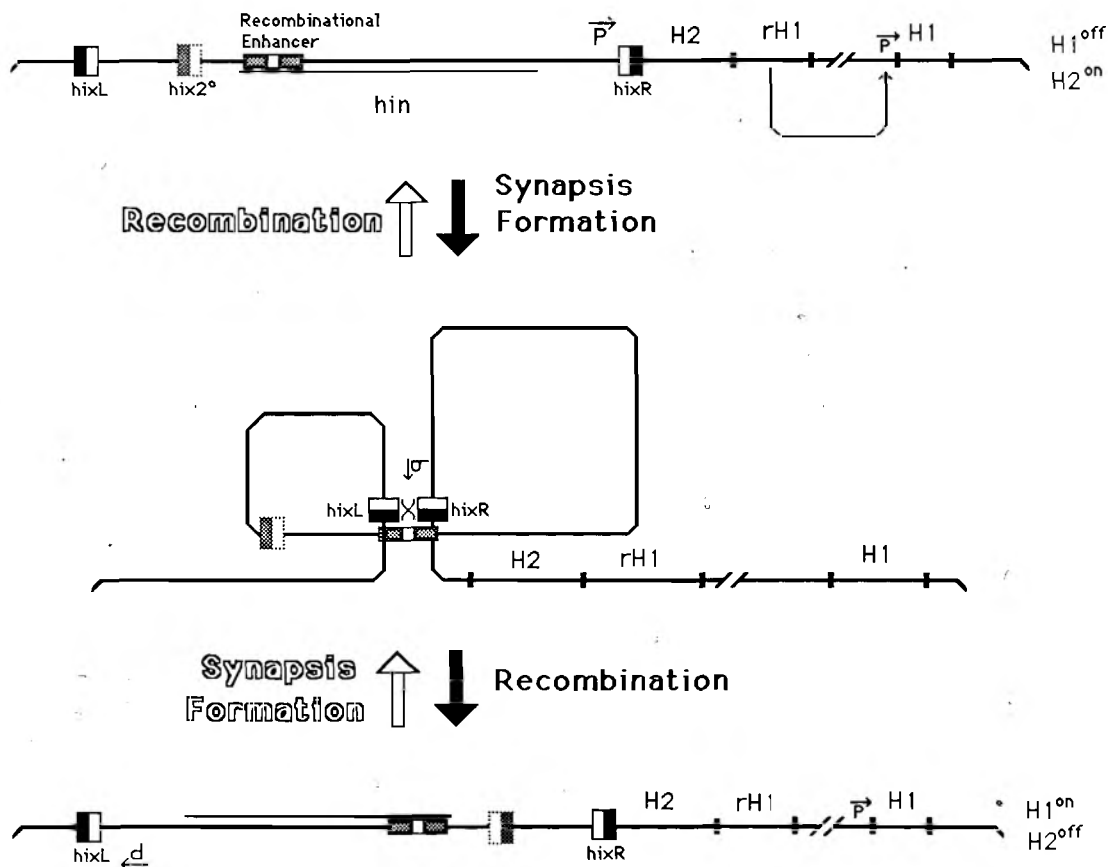 Recombinational
Enhancer
P H2 rH1 P H1 H1off
hixL hix2° hixR H2on
hin
Recombination
Synapsis
Formation
hixL hixR
H2 rH1 H1
Synapsis
Formation
Recombination
H2 rH1 P H1 H1on
hixL P hixR H2off